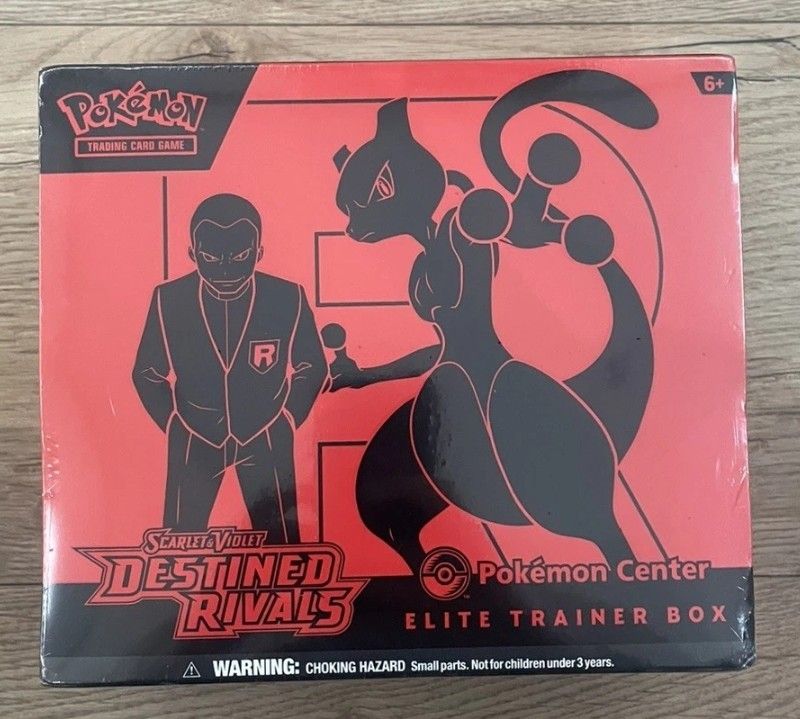 POKéMON
TRADING CARD GAME
6+
R
SCARLET & VIOLET
DESTINED
RIVALS
Pokémon Center
ELITE TRAINER BOX
WARNING: CHOKING HAZARD Small parts. Not for children under 3 years.